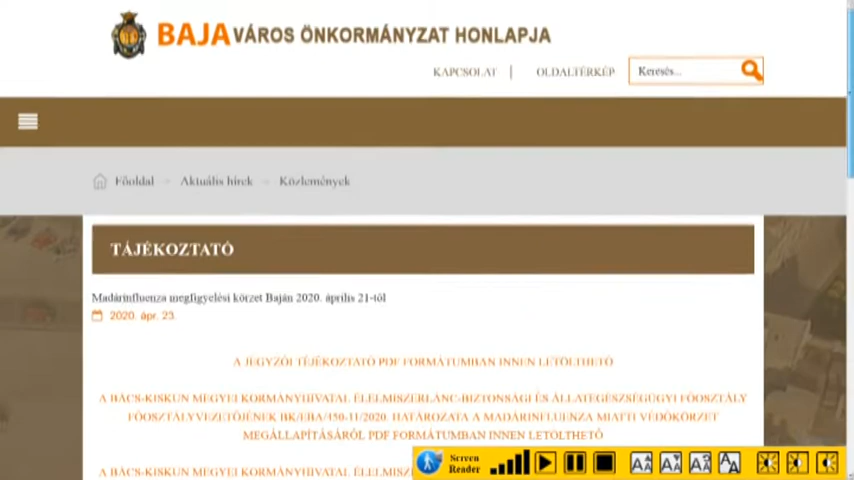 BAJA VÁROS ÖNKORMÁNYZAT HONLAPJA
KAPCSOLAT | OLDALTÉRKÉP Keresés...
Főoldal Aktuális hírek Közlemények
TÁJÉKOZTATÓ
Madárinfluenza megfigyelési körzet Baján 2020. április 21-től
2020. ápr. 23.
A JEGYZŐI TÉJÉKOZTATÓ PDF FORMÁTUMBAN INNEN LETÖLTHETŐ
A BÁCS-KISKUN MEGYEI KORMÁNYHIVATAL ÉLELMISZERLÁNC-BIZTONSÁGI ÉS ÁLLATEGÉSZSÉGÜGYI FŐOSZTÁLY
FŐOSZTÁLYVEZETŐJÉNEK BK/EBA/450-11/2020. HATÁROZATA A MADÁRINFLUENZA MIATTI VÉDŐKÖRZET
MEGÁLLAPÍTÁSÁRÓL PDF FORMÁTUMBAN INNEN LETÖLTHETŐ
A BÁCS-KISKUN MEGYEI KORMÁNYHIVATAL ÉLELMISZE
Screen
Reader